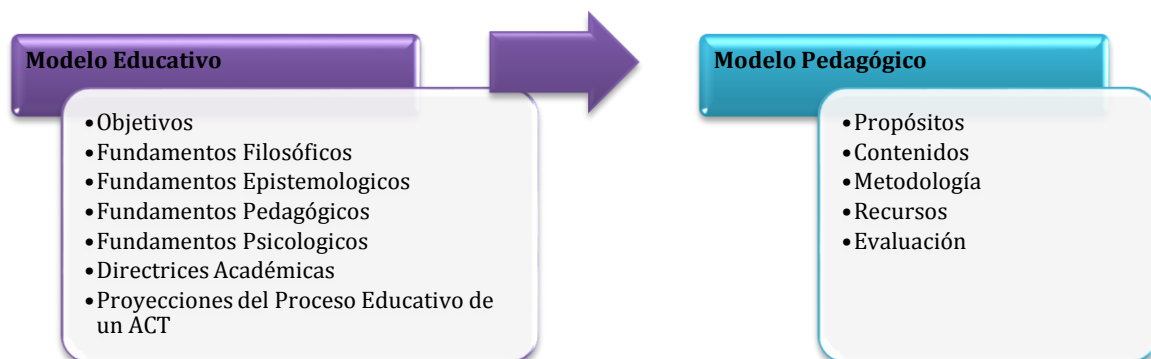 Modelo Educativo
•Objetivos
•Fundamentos Filosóficos
•Fundamentos Epistemologicos
•Fundamentos Pedagógicos
•Fundamentos Psicologicos
•Directrices Académicas
•Proyecciones del Proceso Educativo de
un ACT
Modelo Pedagógico
•Propósitos
•Contenidos
•Metodología
•Recursos
•Evaluación